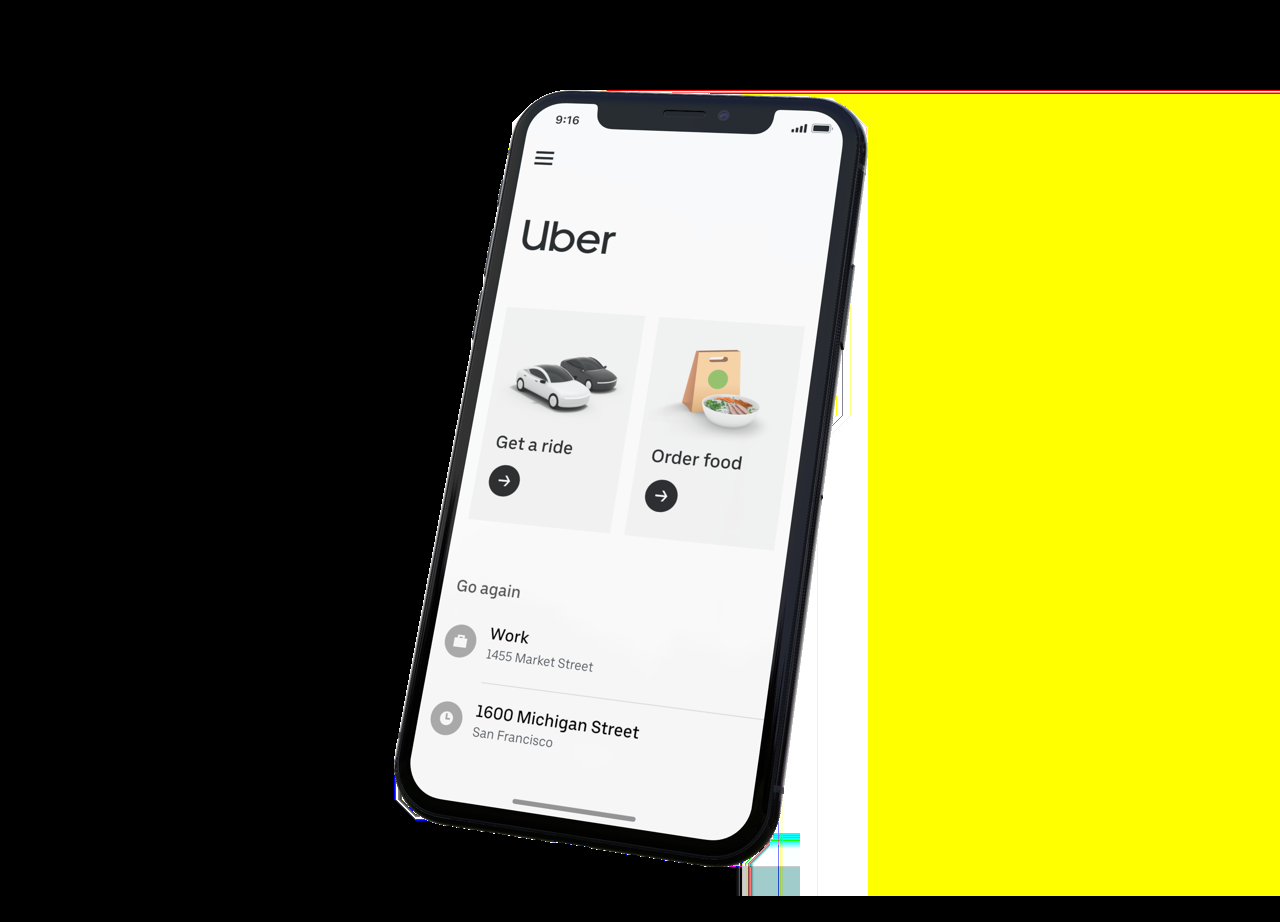 9:16
Uber
Get a ride
Order food
Go again
Work
1455 Market Street
1600 Michigan Street
San Francisco